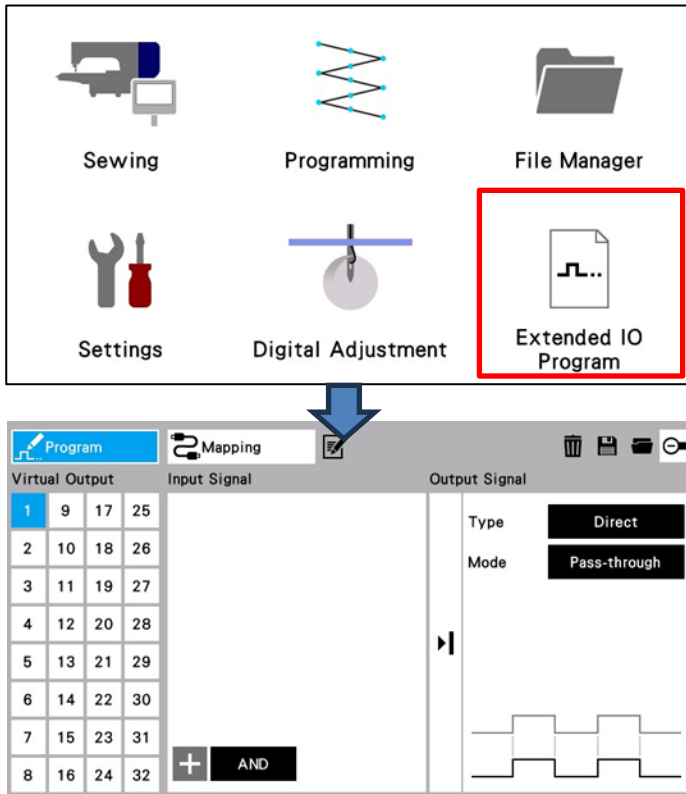 Sewing
Programming
File Manager
Settings
Digital Adjustment
Extended IO
Program
Program
Mapping
Virtual Output
Input Signal
Output Signal
1 9 17 25
2 10 18 26
3 11 19 27
4 12 20 28
5 13 21 29
6 14 22 30
7 15 23 31
8 16 24 32
AND
Type
Direct
Mode
Pass-through